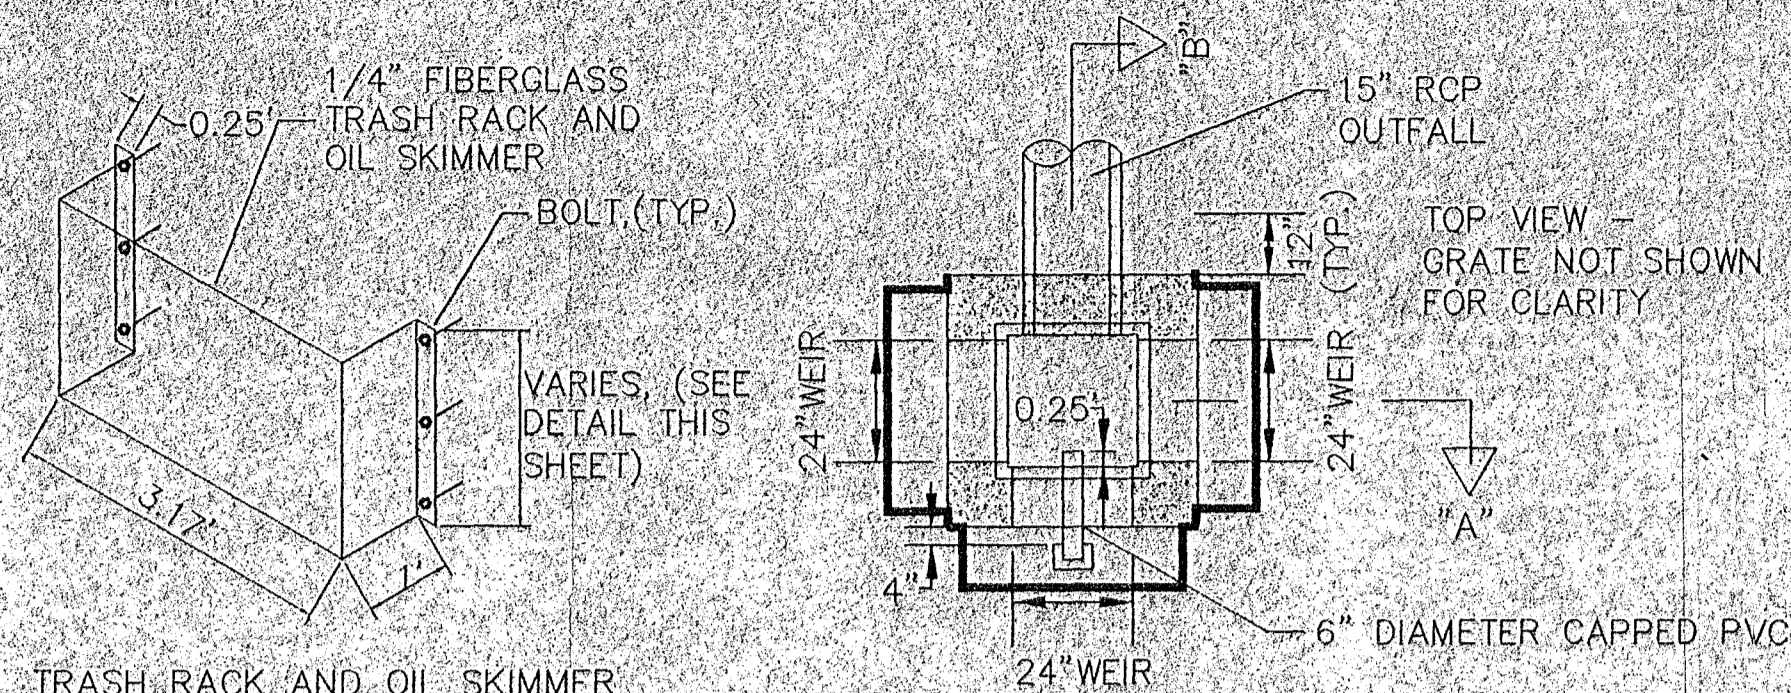 1/4" FIBERGLASS
TRASH RACK AND
OIL SKIMMER
0.25'
BOLT,(TYP.)
VARIES, (SEE
DETAIL THIS
SHEET)
3.17'
1'
TRASH RACK AND OIL SKIMMER
"B"
15" RCP
OUTFALL
12"
(TYP.)
TOP VIEW –
GRATE NOT SHOWN
FOR CLARITY
24"WEIR
0.25'
24"WEIR
"A"
4"
6" DIAMETER CAPPED PVC
24"WEIR